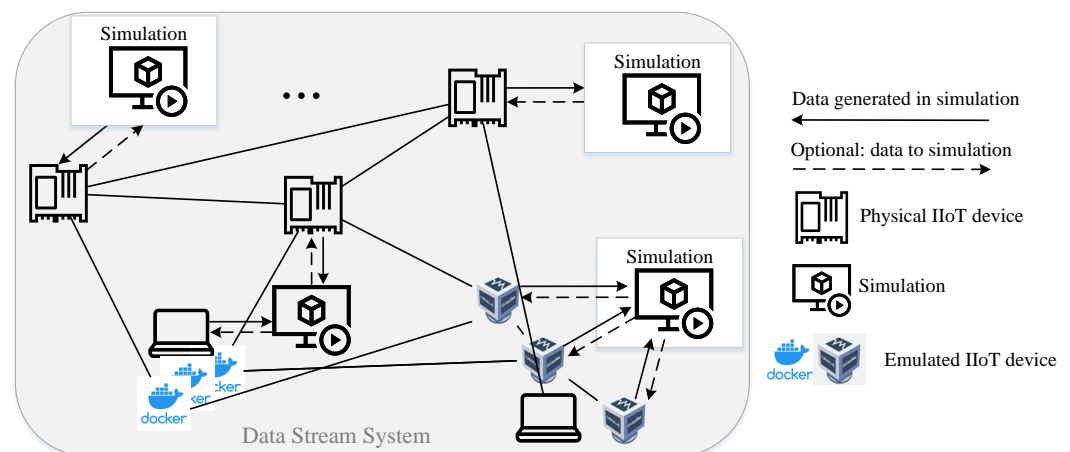 Simulation
Simulation
...
Simulation
docker
docker
docker
Data Stream System
Data generated in simulation
Optional: data to simulation
Physical IIoT device
Simulation
docker
Emulated IIoT device